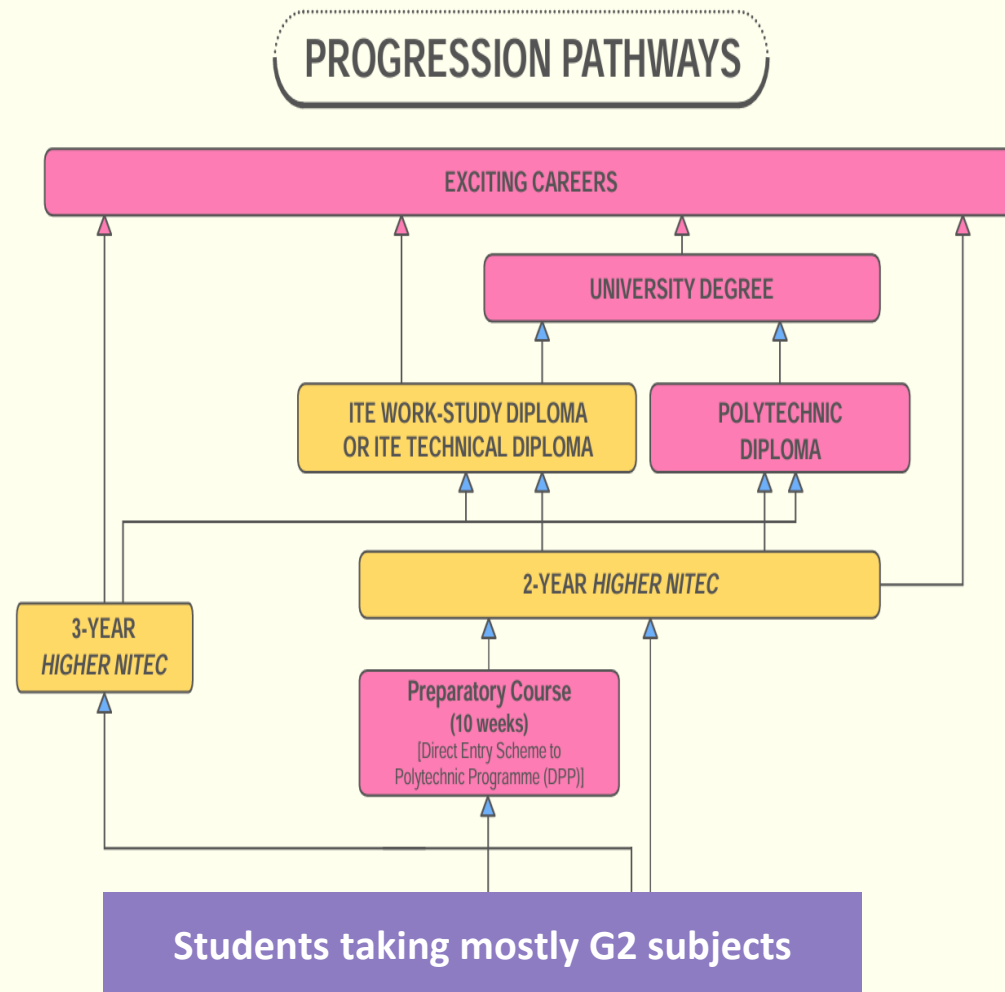 PROGRESSION PATHWAYS
EXCITING CAREERS
UNIVERSITY DEGREE
ITE WORK-STUDY DIPLOMA
OR ITE TECHNICAL DIPLOMA
POLYTECHNIC
DIPLOMA
2-YEAR HIGHER NITEC
3-YEAR
HIGHER NITEC
Preparatory Course
(10 weeks)
[Direct Entry Scheme to
Polytechnic Programme (DPP)]
Students taking mostly G2 subjects